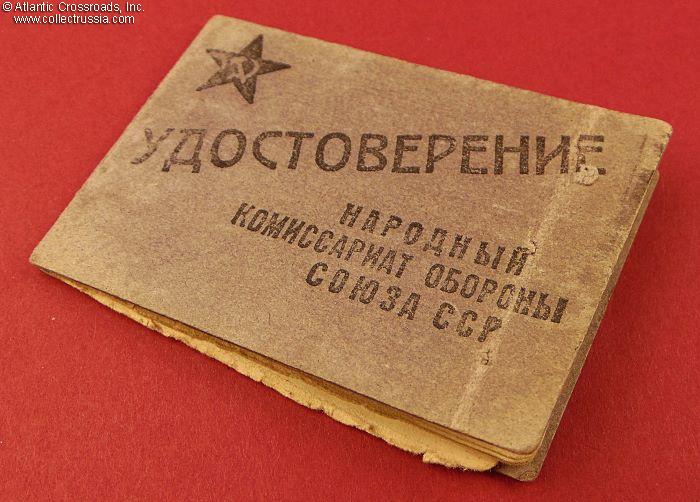 © Atlantic Crossroads, Inc.
www.collectrussia.com
УДОСТОВЕРЕНИЕ
НАРОДНЫЙ
КОМИССАРИАТ ОБОРОНЫ
СОЮЗА ССР